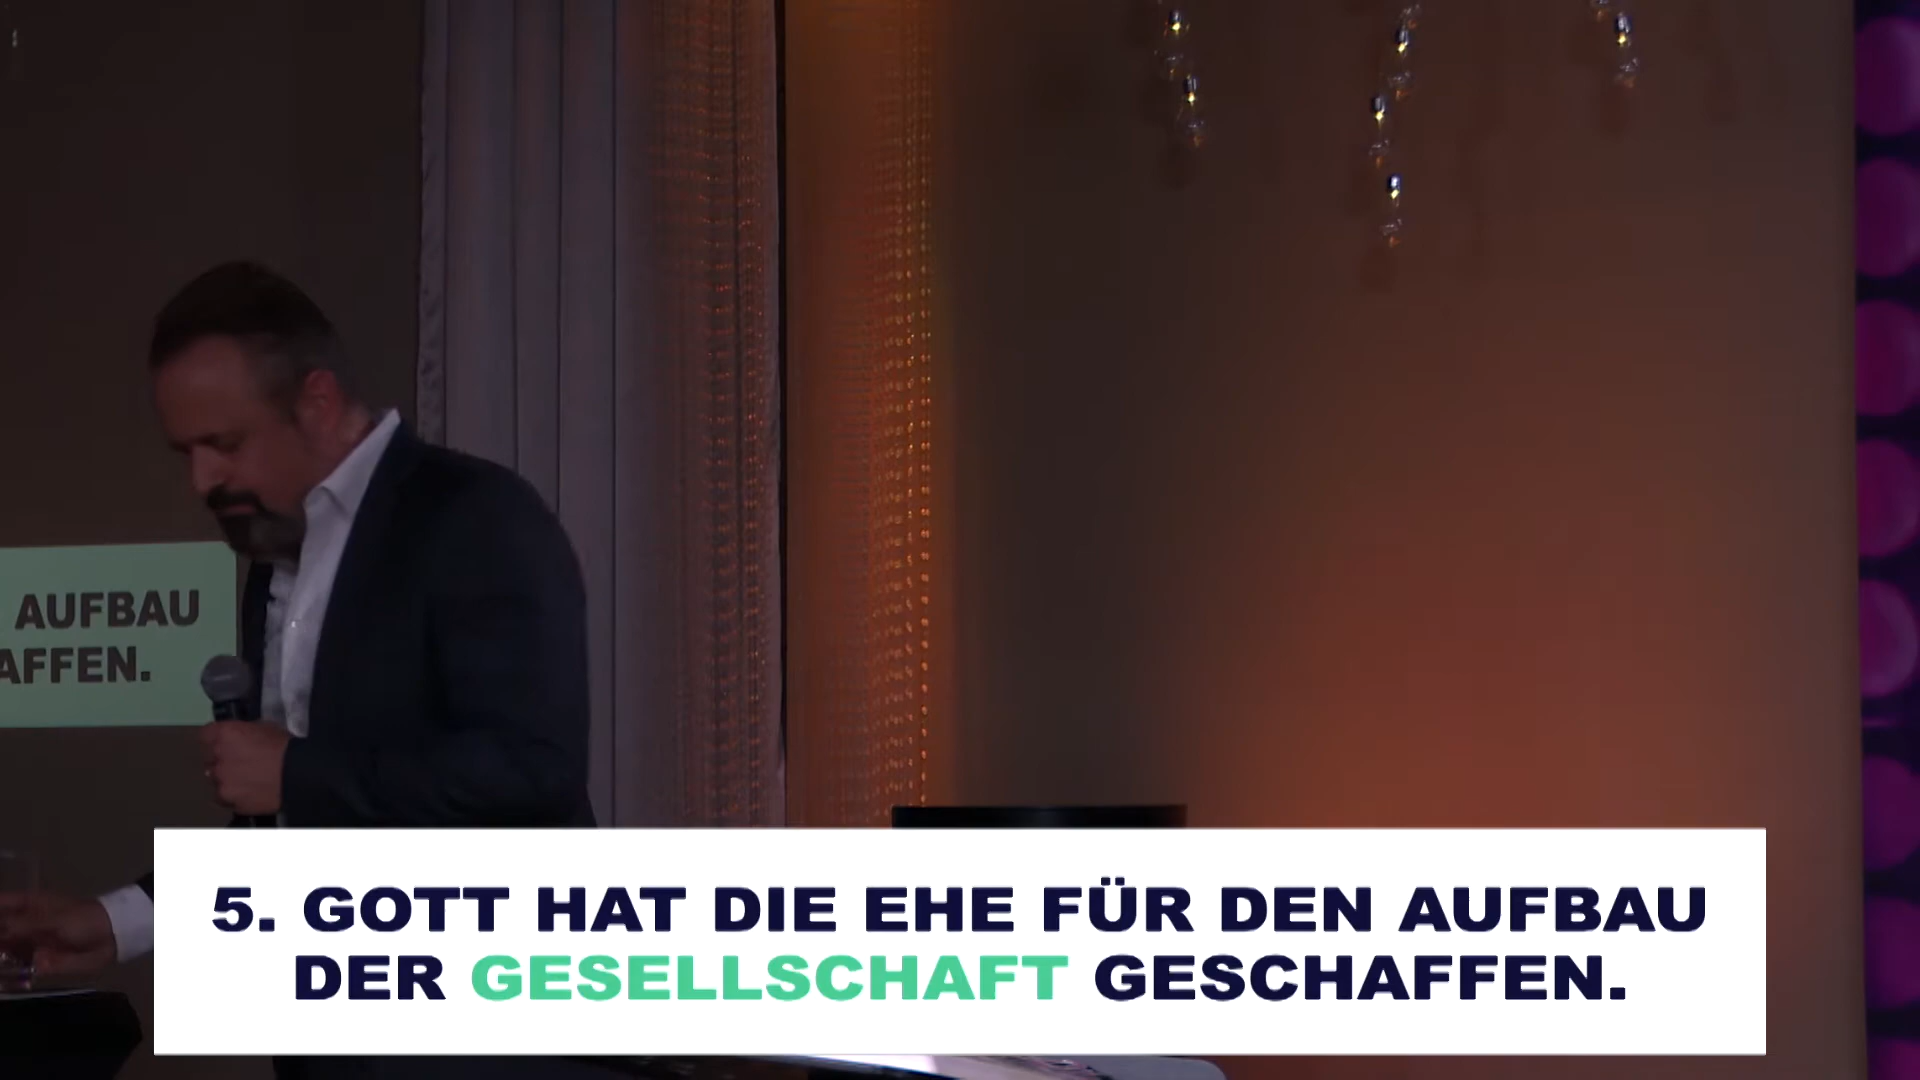 AUFBAU
AFFEN.
5. GOTT HAT DIE EHE FÜR DEN AUFBAU
DER GESELLSCHAFT GESCHAFFEN.